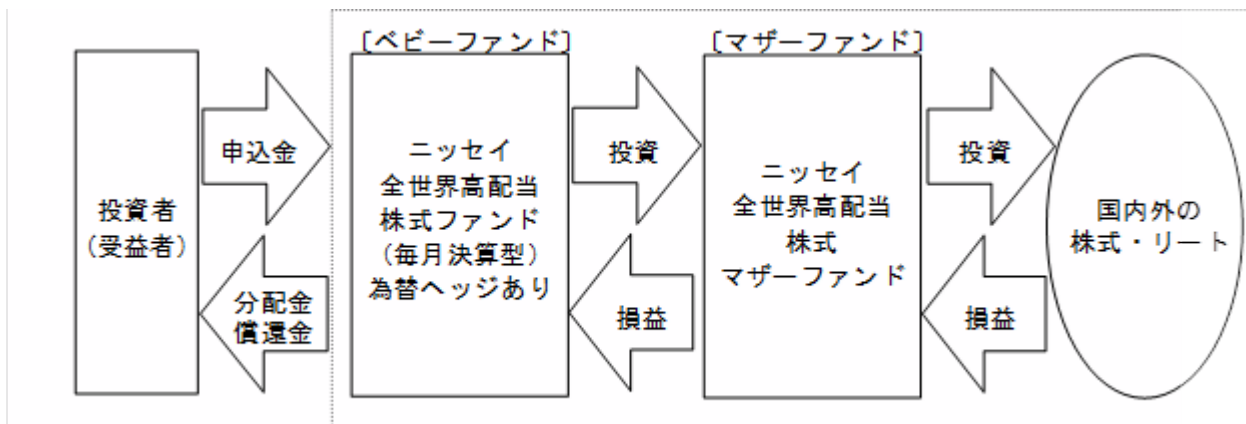 〔ベビーファンド〕
〔マザーファンド〕
投資者
（受益者）
申込金
分配金
償還金
ニッセイ
全世界高配当
株式ファンド
（毎月決算型）
為替ヘッジあり
投資
損益
ニッセイ
全世界高配当
株式
マザーファンド
投資
損益
国内外の
株式・リート